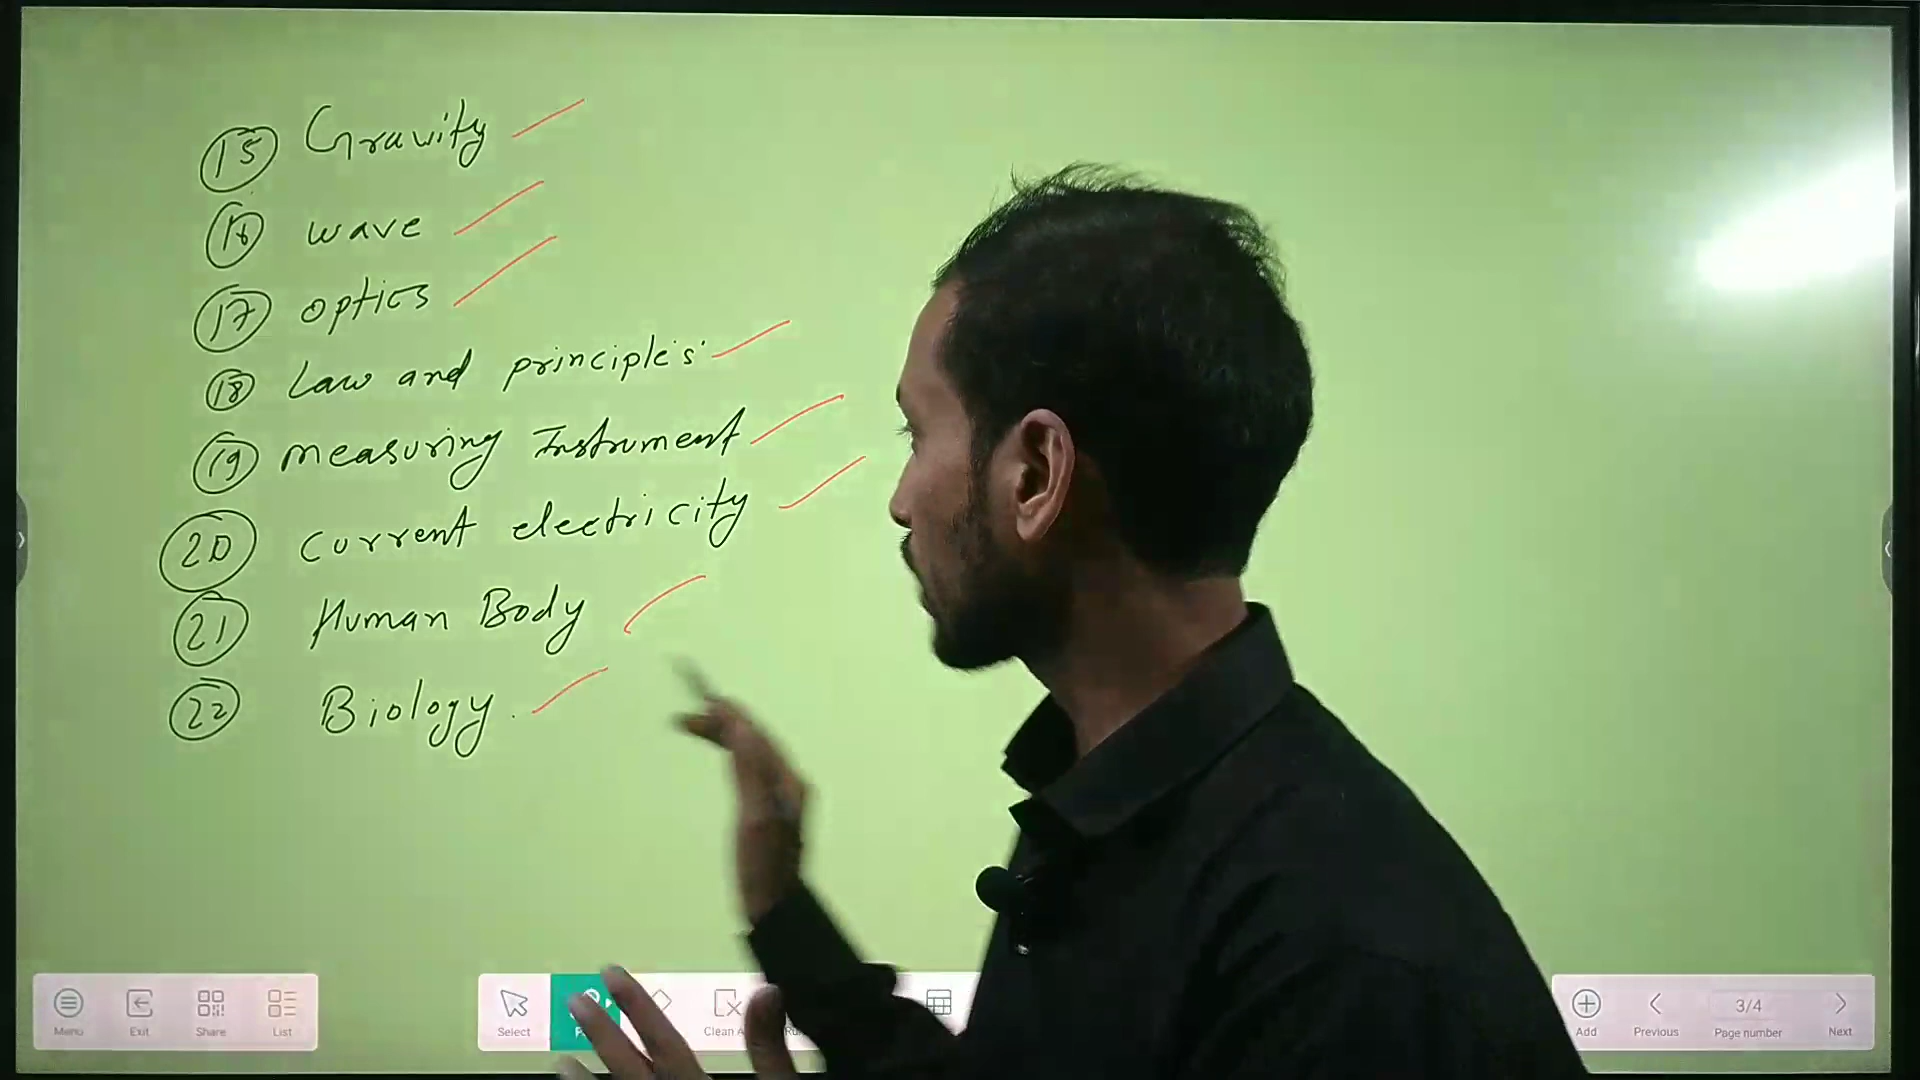 15 Gravity
16 wave
17 optics
18 Law and principle's
19 measuring Instrument
20 current electricity
21 Human Body
22 Biology.
Menu Exit Share List Select Clean A Add Previous 3/4 Page number Next